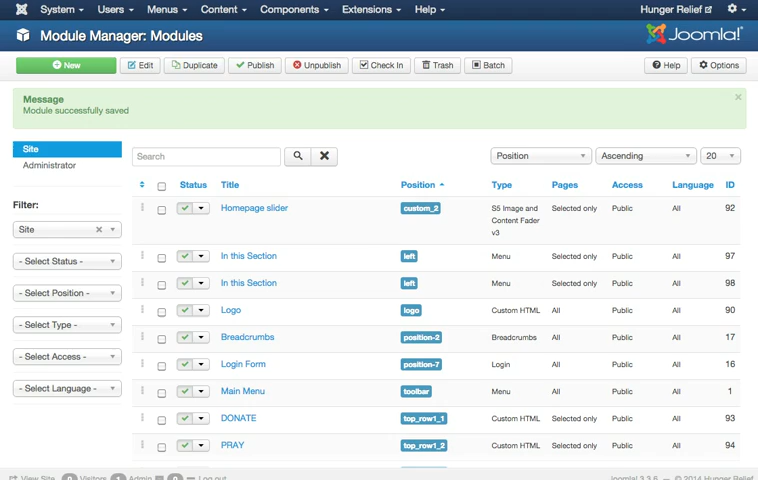 System Users Menus Content Components Extensions Help Hunger Relief
Module Manager: Modules Joomla!®
New Edit Duplicate Publish Unpublish Check In Trash Batch Help Options
Message ×
Module successfully saved
Site
Administrator
Search Position Ascending 20
Filter:
Site
- Select Status -
- Select Position -
- Select Type -
- Select Access -
- Select Language -
Status Title Position Type Pages Access Language ID
Homepage slider custom_2 S5 Image and Content Fader v3 Selected only Public All 92
In this Section left Menu Selected only Public All 97
In this Section left Menu Selected only Public All 98
Logo logo Custom HTML All Public All 90
Breadcrumbs position-2 Breadcrumbs All Public All 17
Login Form position-7 Login All Public All 16
Main Menu toolbar Menu All Public All 1
DONATE top_row1_1 Custom HTML Selected only Public All 93
PRAY top_row1_2 Custom HTML Selected only Public All 94
View Site 0 Visitors 1 Admin 0 Log out Joomla! 3.3.6 — © 2014 Hunger Relief